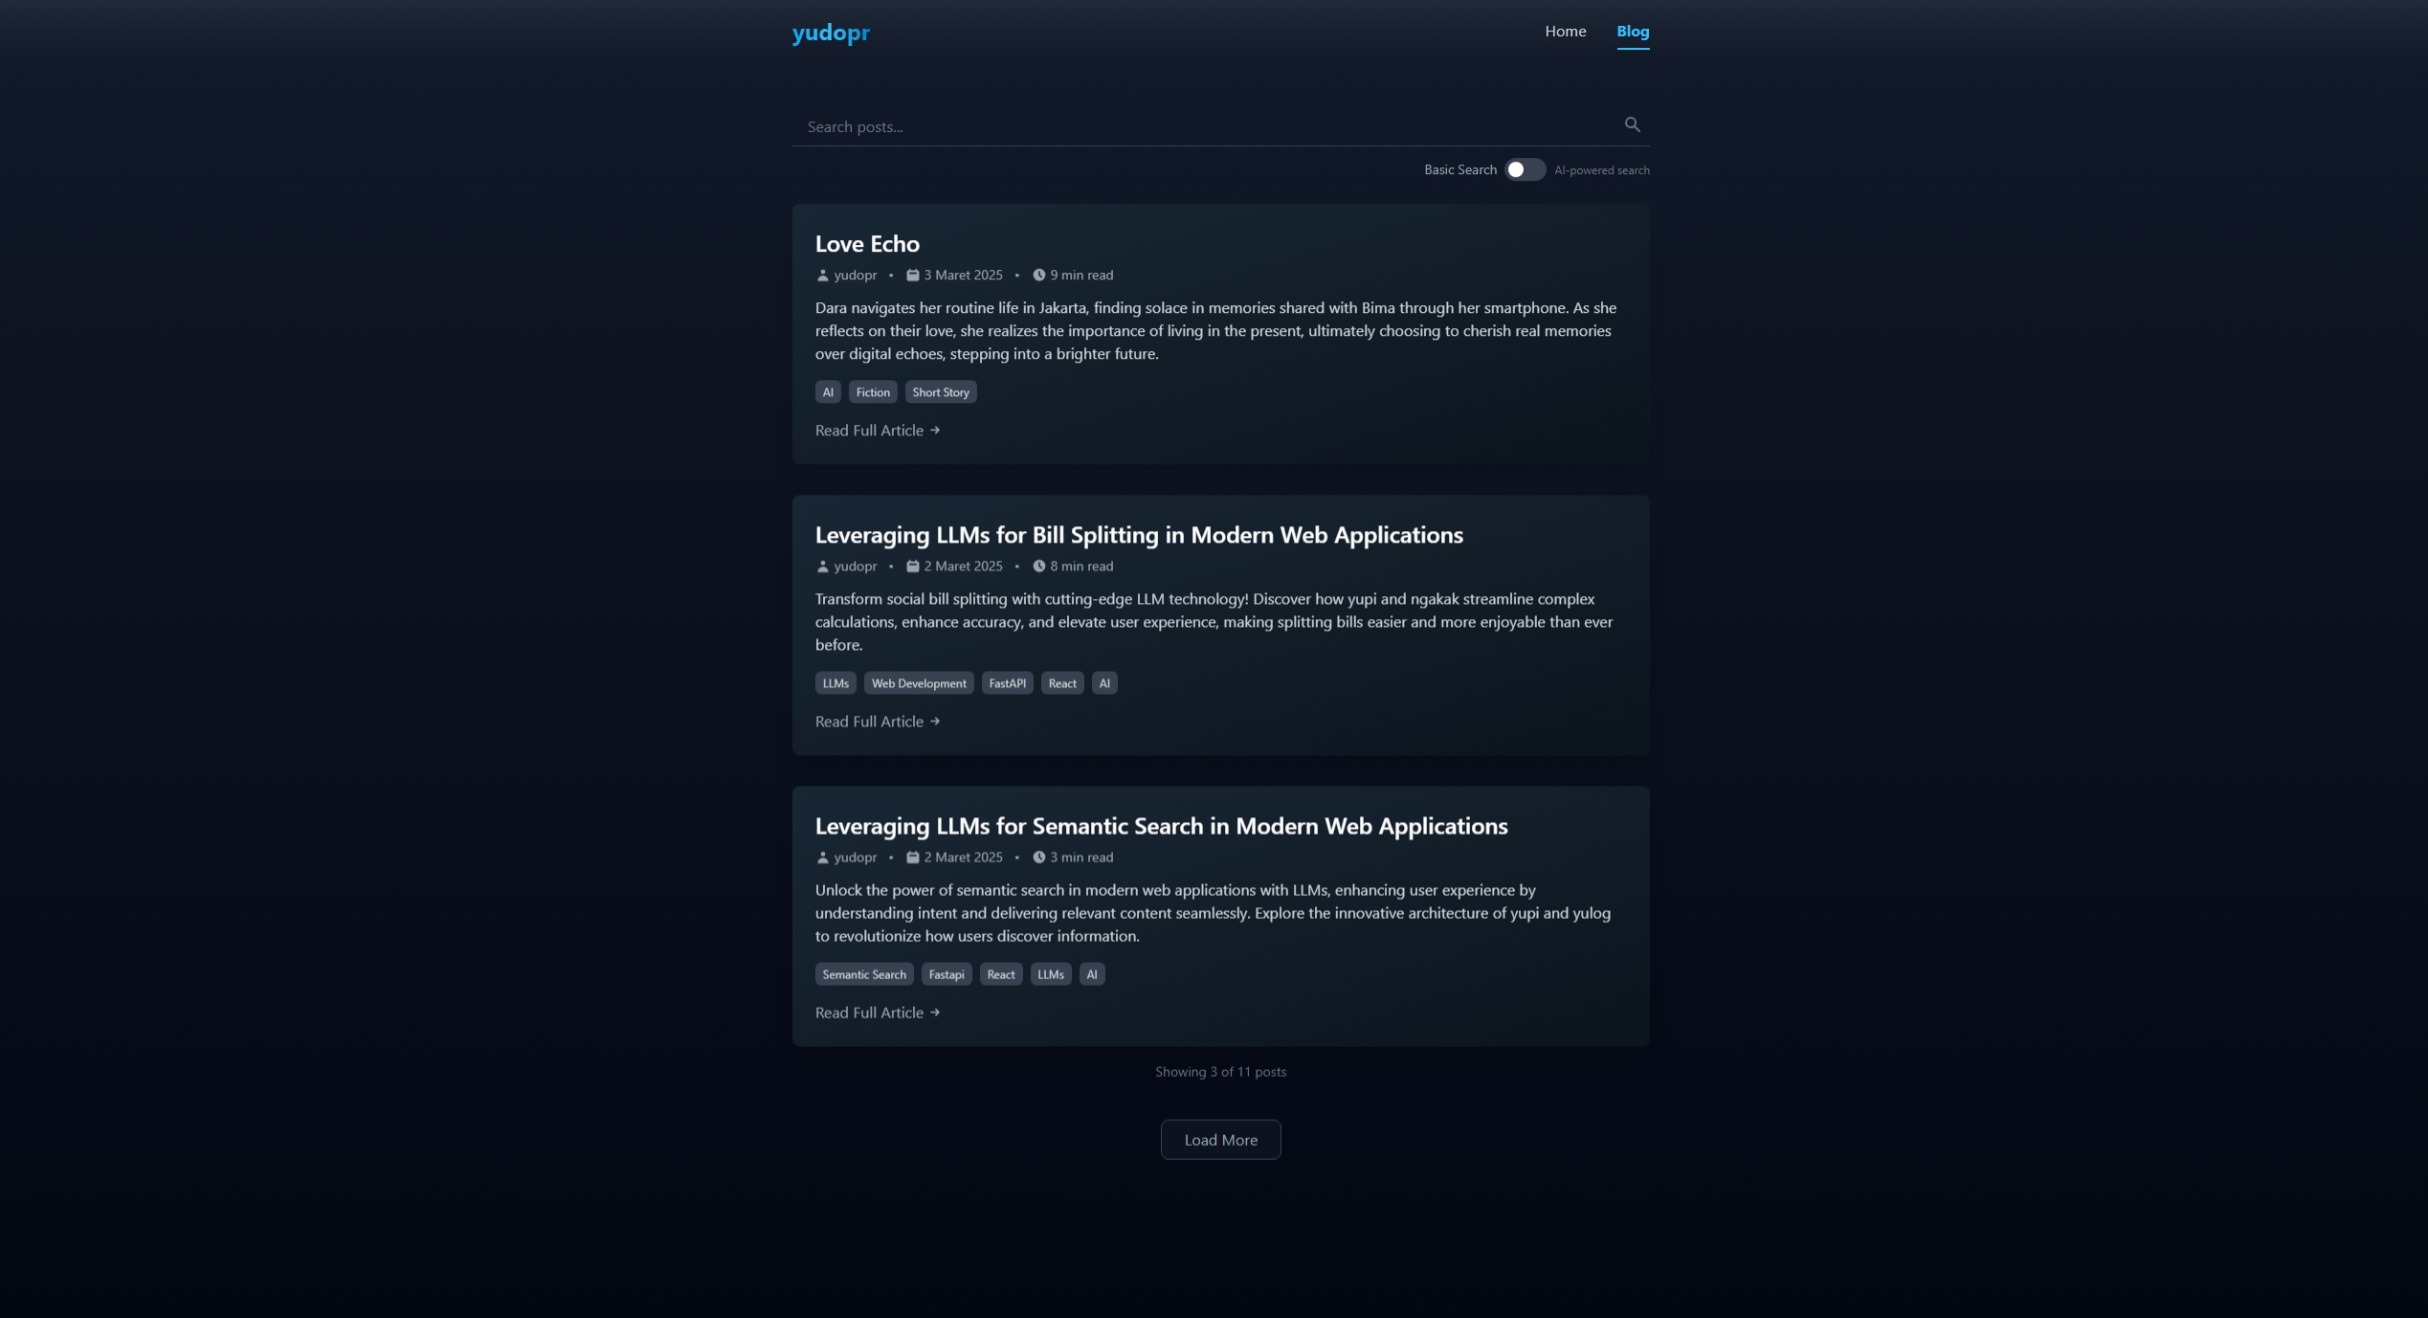 yudopr
Home Blog
Search posts...
Basic Search AI-powered search
Love Echo
yudopr • 3 Maret 2025 • 9 min read
Dara navigates her routine life in Jakarta, finding solace in memories shared with Bima through her smartphone. As she
reflects on their love, she realizes the importance of living in the present, ultimately choosing to cherish real memories
over digital echoes, stepping into a brighter future.
AI Fiction Short Story
Read Full Article →
Leveraging LLMs for Bill Splitting in Modern Web Applications
yudopr • 2 Maret 2025 • 8 min read
Transform social bill splitting with cutting-edge LLM technology! Discover how yupi and ngakak streamline complex
calculations, enhance accuracy, and elevate user experience, making splitting bills easier and more enjoyable than ever
before.
LLMs Web Development FastAPI React AI
Read Full Article →
Leveraging LLMs for Semantic Search in Modern Web Applications
yudopr • 2 Maret 2025 • 3 min read
Unlock the power of semantic search in modern web applications with LLMs, enhancing user experience by
understanding intent and delivering relevant content seamlessly. Explore the innovative architecture of yupi and yulog
to revolutionize how users discover information.
Semantic Search Fastapi React LLMs AI
Read Full Article →
Showing 3 of 11 posts
Load More